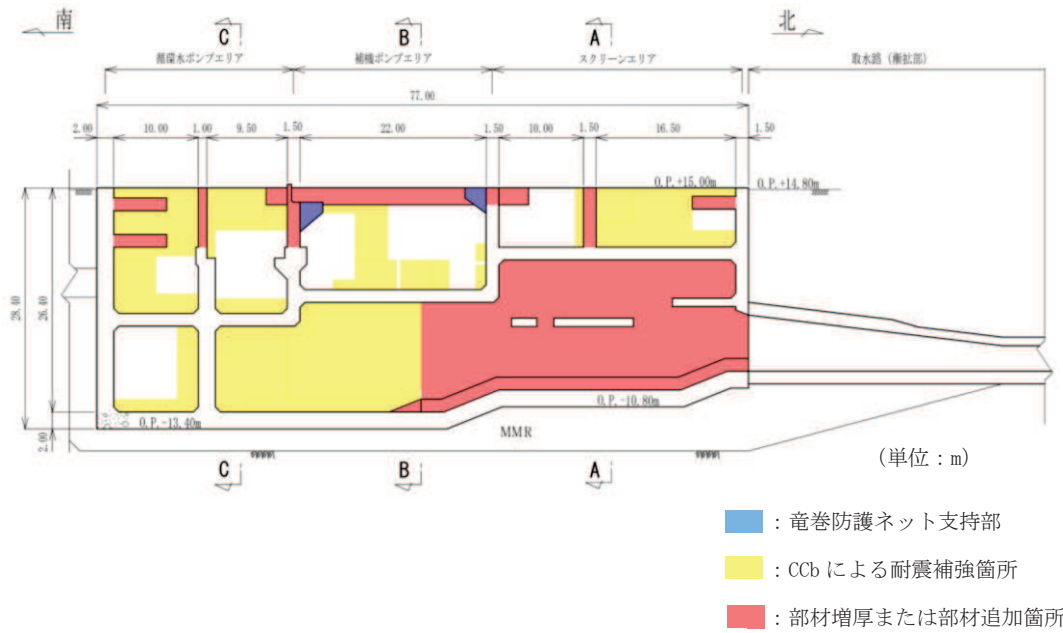 南
北
C
B
A
循環水ポンプエリア
補機ポンプエリア
スクリーンエリア
取水路（漸拡部）
77.00
2.00
10.00
1.00
9.50
1.50
22.00
1.50
10.00
1.50
16.50
1.50
O.P.+15.00m
O.P.+14.80m
28.40
26.40
2.00
O.P.-13.40m
O.P.-10.80m
MMR
C
B
A
（単位：m）
：竜巻防護ネット支持部
：CCb による耐震補強箇所
：部材増厚または部材追加箇所